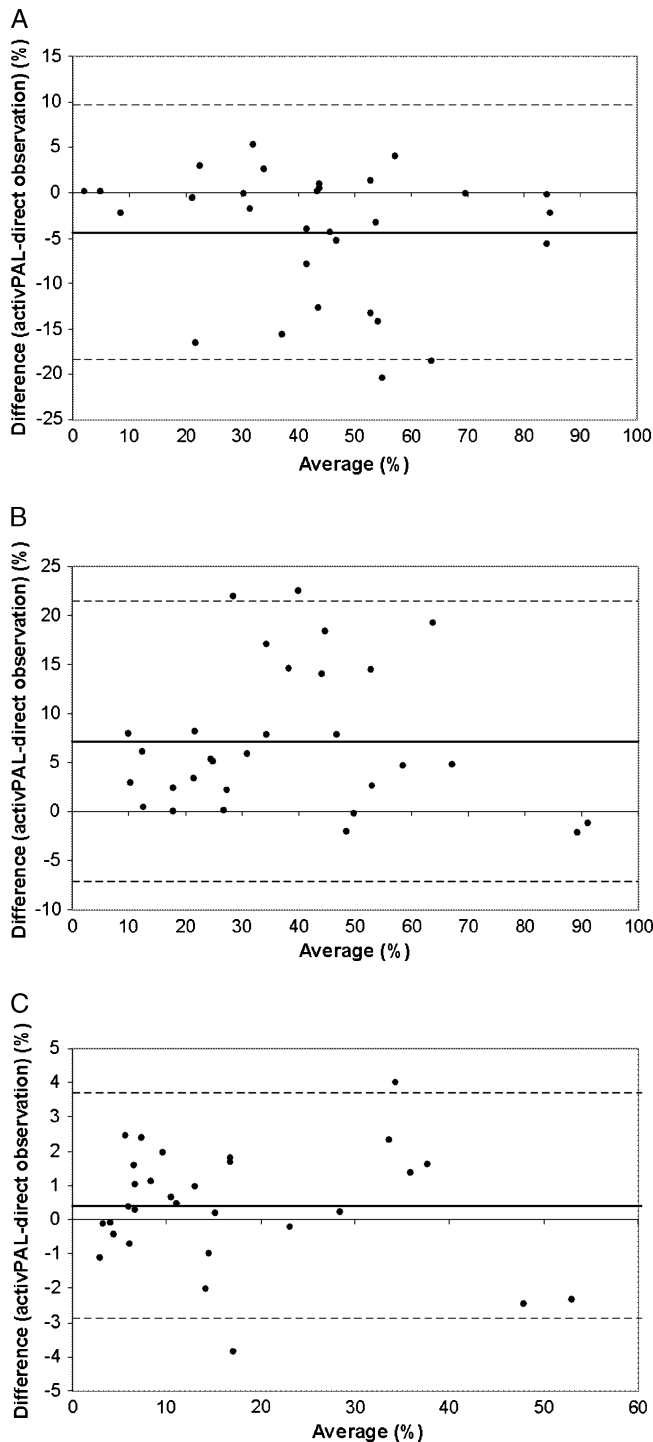 A
Difference (activPAL-direct observation) (%)
15
10
5
0
-5
-10
-15
-20
-25
0 10 20 30 40 50 60 70 80 90 100
Average (%)
B
Difference (activPAL-direct observation) (%)
25
20
15
10
5
0
-5
-10
0 10 20 30 40 50 60 70 80 90 100
Average (%)
C
Difference (activPAL-direct observation) (%)
5
4
3
2
1
0
-1
-2
-3
-4
-5
0 10 20 30 40 50 60
Average (%)